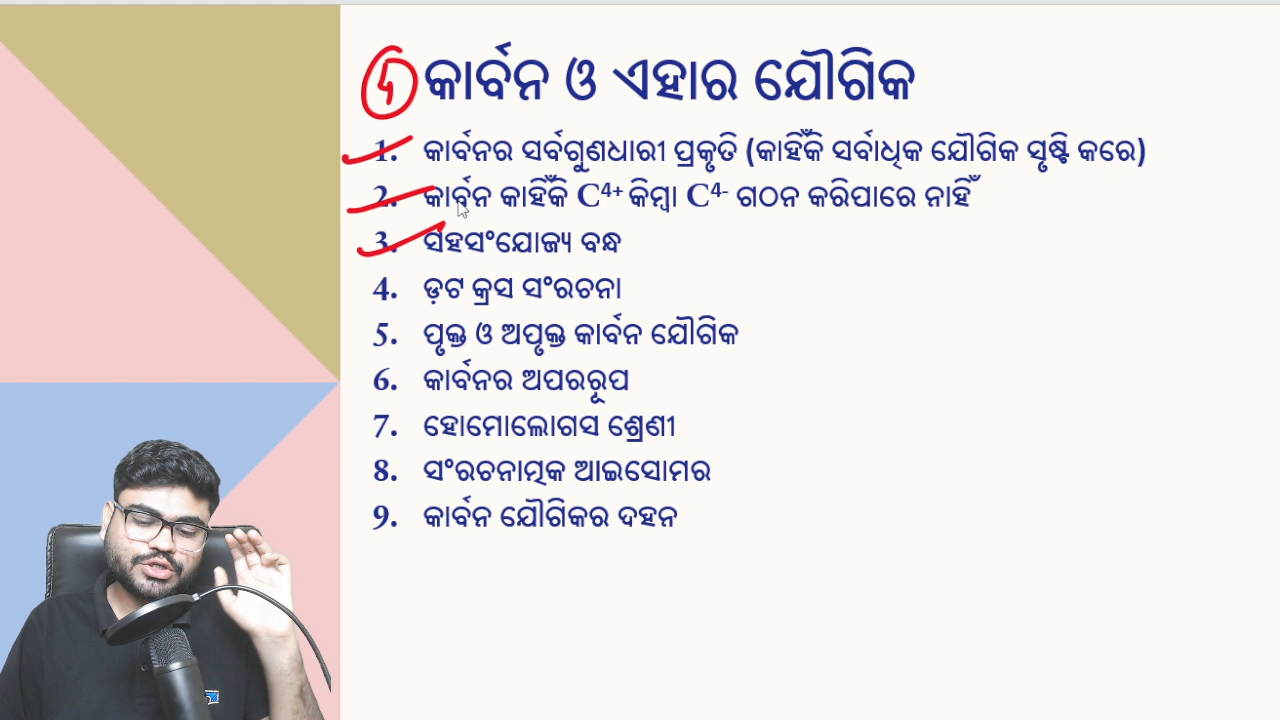 କାର୍ବନ ଓ ଏହାର ଯୌଗିକ
1. କାର୍ବନର ସର୍ବଗୁଣଧାରୀ ପ୍ରକୃତି (କାହିଁକି ସର୍ବାଧିକ ଯୌଗିକ ସୃଷ୍ଟି କରେ)
2. କାର୍ବନ କାହିଁକି C⁴⁺ କିମ୍ବା C⁴⁻ ଗଠନ କରିପାରେ ନାହିଁ
3. ସହସଂଯୋଜ୍ୟ ବନ୍ଧ
4. ଡ଼ଟ କ୍ରସ ସଂରଚନା
5. ପୃକ୍ତ ଓ ଅପୃକ୍ତ କାର୍ବନ ଯୌଗିକ
6. କାର୍ବନର ଅପରରୂପ
7. ହୋମୋଲୋଗସ ଶ୍ରେଣୀ
8. ସଂରଚନାତ୍ମକ ଆଇସୋମର
9. କାର୍ବନ ଯୌଗିକର ଦହନ